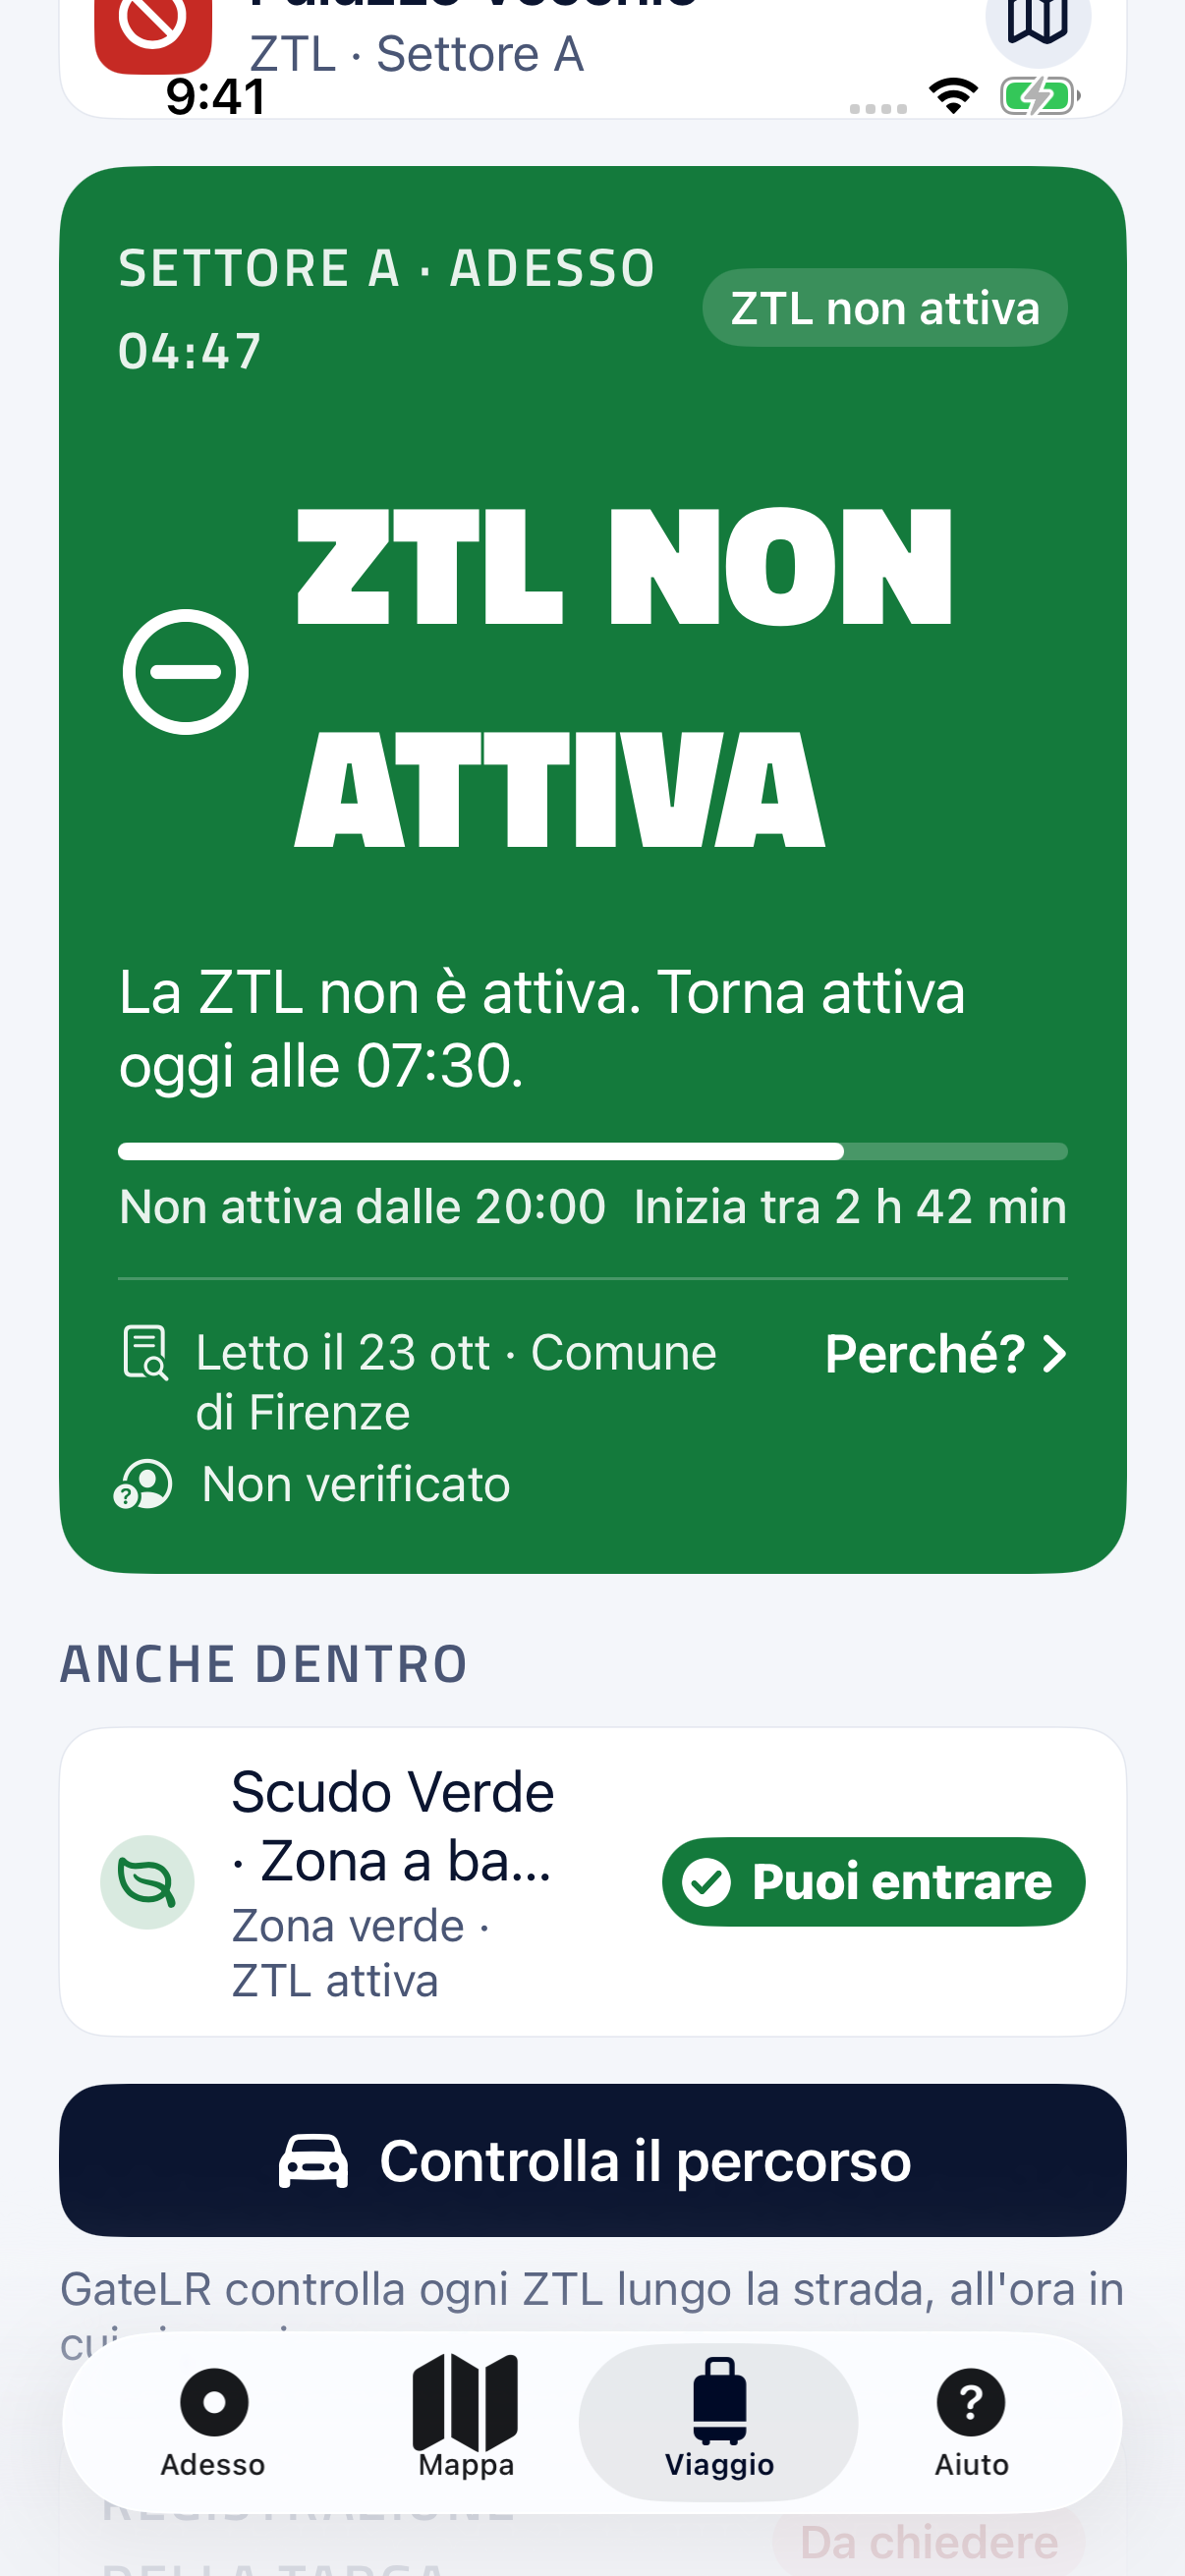 ZTL · Settore A
9:41
SETTORE A · ADESSO
04:47
ZTL non attiva
ZTL NON
ATTIVA
La ZTL non è attiva. Torna attiva
oggi alle 07:30.
Non attiva dalle 20:00 Inizia tra 2 h 42 min
Letto il 23 ott · Comune
di Firenze
Perché?
Non verificato
ANCHE DENTRO
Scudo Verde
· Zona a ba...
Zona verde ·
ZTL attiva
Puoi entrare
Controlla il percorso
GateLR controlla ogni ZTL lungo la strada, all'ora in
Adesso
Mappa
Viaggio
Aiuto
Da chiedere